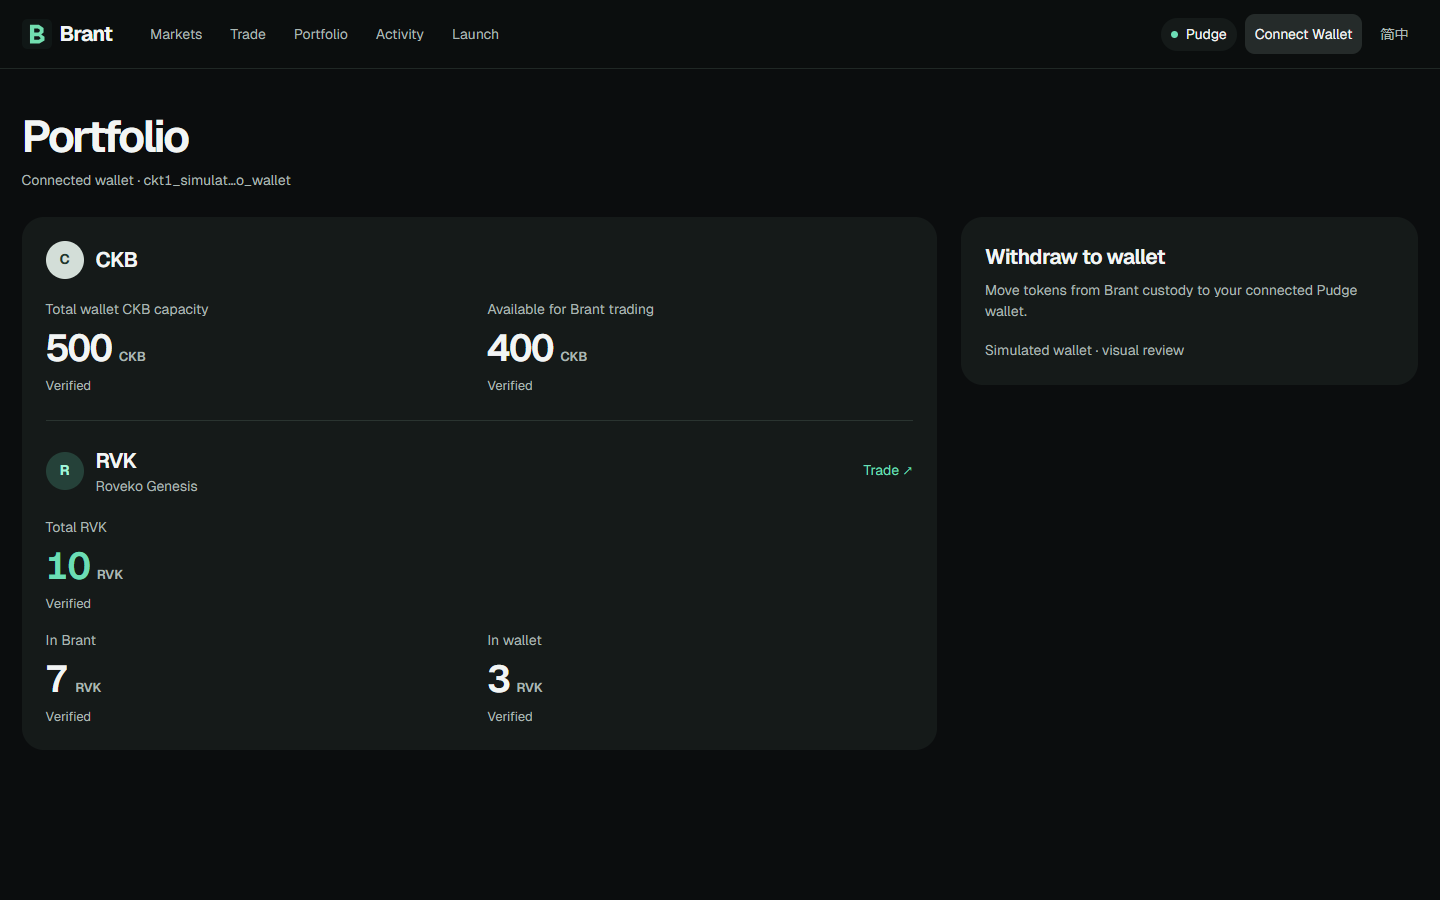 B Brant Markets Trade Portfolio Activity Launch Pudge Connect Wallet 简中
Portfolio
Connected wallet · ckt1_simulat…o_wallet
C CKB
Total wallet CKB capacity
500 CKB
Verified
Available for Brant trading
400 CKB
Verified
R RVK
Roveko Genesis
Trade ↗
Total RVK
10 RVK
Verified
In Brant
7 RVK
Verified
In wallet
3 RVK
Verified
Withdraw to wallet
Move tokens from Brant custody to your connected Pudge
wallet.
Simulated wallet · visual review